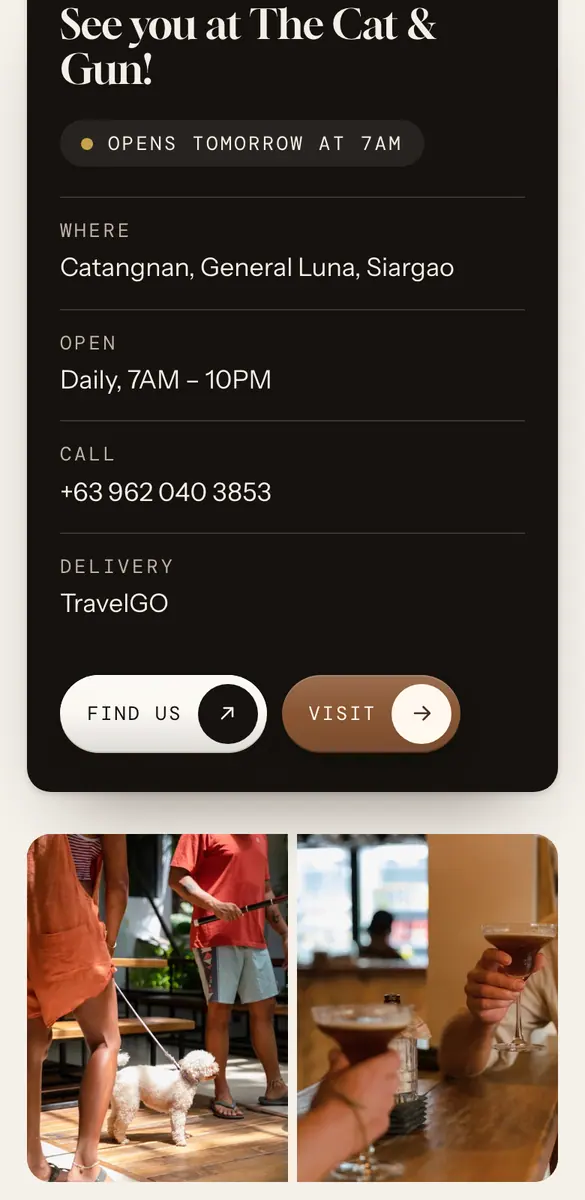 See you at The Cat &
Gun!
OPENS TOMORROW AT 7AM
WHERE
Catangnan, General Luna, Siargao
OPEN
Daily, 7AM – 10PM
CALL
+63 962 040 3853
DELIVERY
TravelGO
FIND US
VISIT